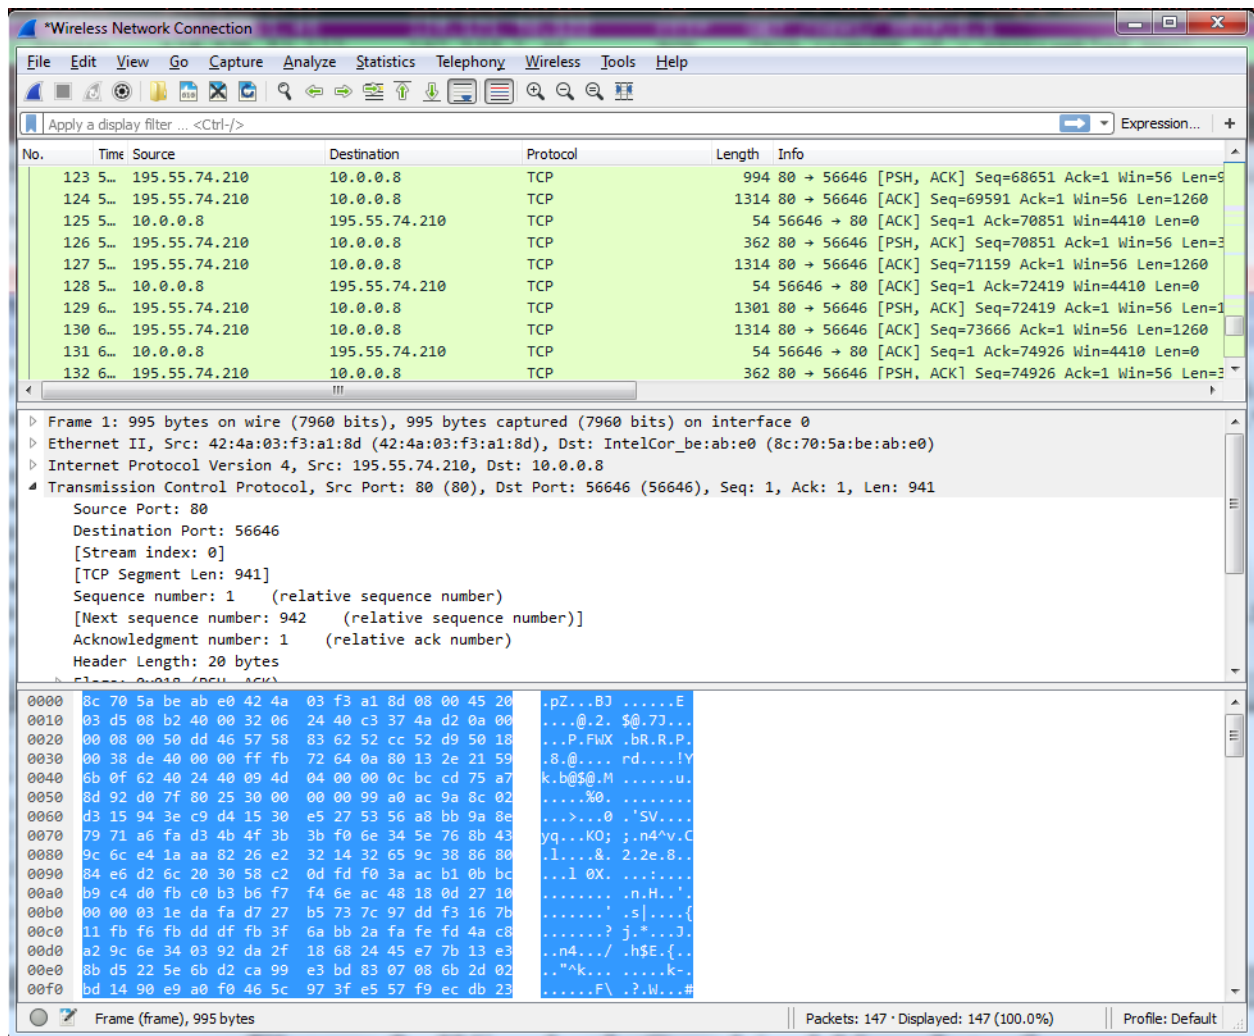 *Wireless Network Connection
File Edit View Go Capture Analyze Statistics Telephony Wireless Tools Help
Apply a display filter ... <Ctrl-/> Expression... +
No. Time Source Destination Protocol Length Info
123 5... 195.55.74.210 10.0.0.8 TCP 994 80 → 56646 [PSH, ACK] Seq=68651 Ack=1 Win=56 Len=9
124 5... 195.55.74.210 10.0.0.8 TCP 1314 80 → 56646 [ACK] Seq=69591 Ack=1 Win=56 Len=1260
125 5... 10.0.0.8 195.55.74.210 TCP 54 56646 → 80 [ACK] Seq=1 Ack=70851 Win=4410 Len=0
126 5... 195.55.74.210 10.0.0.8 TCP 362 80 → 56646 [PSH, ACK] Seq=70851 Ack=1 Win=56 Len=3
127 5... 195.55.74.210 10.0.0.8 TCP 1314 80 → 56646 [ACK] Seq=71159 Ack=1 Win=56 Len=1260
128 5... 10.0.0.8 195.55.74.210 TCP 54 56646 → 80 [ACK] Seq=1 Ack=72419 Win=4410 Len=0
129 6... 195.55.74.210 10.0.0.8 TCP 1301 80 → 56646 [PSH, ACK] Seq=72419 Ack=1 Win=56 Len=1
130 6... 195.55.74.210 10.0.0.8 TCP 1314 80 → 56646 [ACK] Seq=73666 Ack=1 Win=56 Len=1260
131 6... 10.0.0.8 195.55.74.210 TCP 54 56646 → 80 [ACK] Seq=1 Ack=74926 Win=4410 Len=0
132 6... 195.55.74.210 10.0.0.8 TCP 362 80 → 56646 [PSH, ACK] Seq=74926 Ack=1 Win=56 Len=3
Frame 1: 995 bytes on wire (7960 bits), 995 bytes captured (7960 bits) on interface 0
Ethernet II, Src: 42:4a:03:f3:a1:8d (42:4a:03:f3:a1:8d), Dst: IntelCor_be:ab:e0 (8c:70:5a:be:ab:e0)
Internet Protocol Version 4, Src: 195.55.74.210, Dst: 10.0.0.8
Transmission Control Protocol, Src Port: 80 (80), Dst Port: 56646 (56646), Seq: 1, Ack: 1, Len: 941
Source Port: 80
Destination Port: 56646
[Stream index: 0]
[TCP Segment Len: 941]
Sequence number: 1 (relative sequence number)
[Next sequence number: 942 (relative sequence number)]
Acknowledgment number: 1 (relative ack number)
Header Length: 20 bytes
Flags: 0x018 (PSH, ACK)
0000 8c 70 5a be ab e0 42 4a 03 f3 a1 8d 08 00 45 20 .pZ...BJ ......E
0010 03 d5 08 b2 40 00 32 06 24 40 c3 37 4a d2 0a 00 ....@.2. $@.7J...
0020 00 08 00 50 dd 46 57 58 83 62 52 cc 52 d9 50 18 ...P.FWX .bR.R.P.
0030 00 38 de 40 00 00 ff fb 72 64 0a 80 13 2e 21 59 .8.@.... rd....!Y
0040 6b 0f 62 40 24 40 09 4d 04 00 00 0c bc cd 75 a7 k.b@$@.M ......u.
0050 8d 92 d0 7f 80 25 30 00 00 00 99 a0 ac 9a 8c 02 .....%0. ........
0060 d3 15 94 3e c9 d4 15 30 e5 27 53 56 a8 bb 9a 8e ...>...0 .'SV....
0070 79 71 a6 fa d3 4b 4f 3b 3b f0 6e 34 5e 76 8b 43 yq...KO; ;.n4^v.C
0080 9c 6c e4 1a aa 82 26 e2 32 14 32 65 9c 38 86 80 .l....&. 2.2e.8..
0090 84 e6 d2 6c 20 30 58 c2 0d fd f0 3a ac b1 0b bc ...l 0X. ...:....
00a0 b9 c4 d0 fb c0 b3 b6 f7 f4 6e ac 48 18 0d 27 10 ........ .n.H..'.
00b0 00 00 03 1e da fa d7 27 b5 73 7c 97 dd f3 16 7b .......' .s|....{
00c0 11 fb f6 fb dd df fb 3f 6a bb 2a fa fe fd 4a c8 .......? j.*...J.
00d0 a2 9c 6e 34 03 92 da 2f 18 68 24 45 e7 7b 13 e3 ..n4.../ .h$E.{..
00e0 8b d5 22 5e 6b d2 ca 99 e3 bd 83 07 08 6b 2d 02 .."^k... .....k-.
00f0 bd 14 90 e9 a0 f0 46 5c 97 3f e5 57 f9 ec db 23 ......F\ .?.W...#
Frame (frame), 995 bytes Packets: 147 · Displayed: 147 (100.0%) Profile: Default